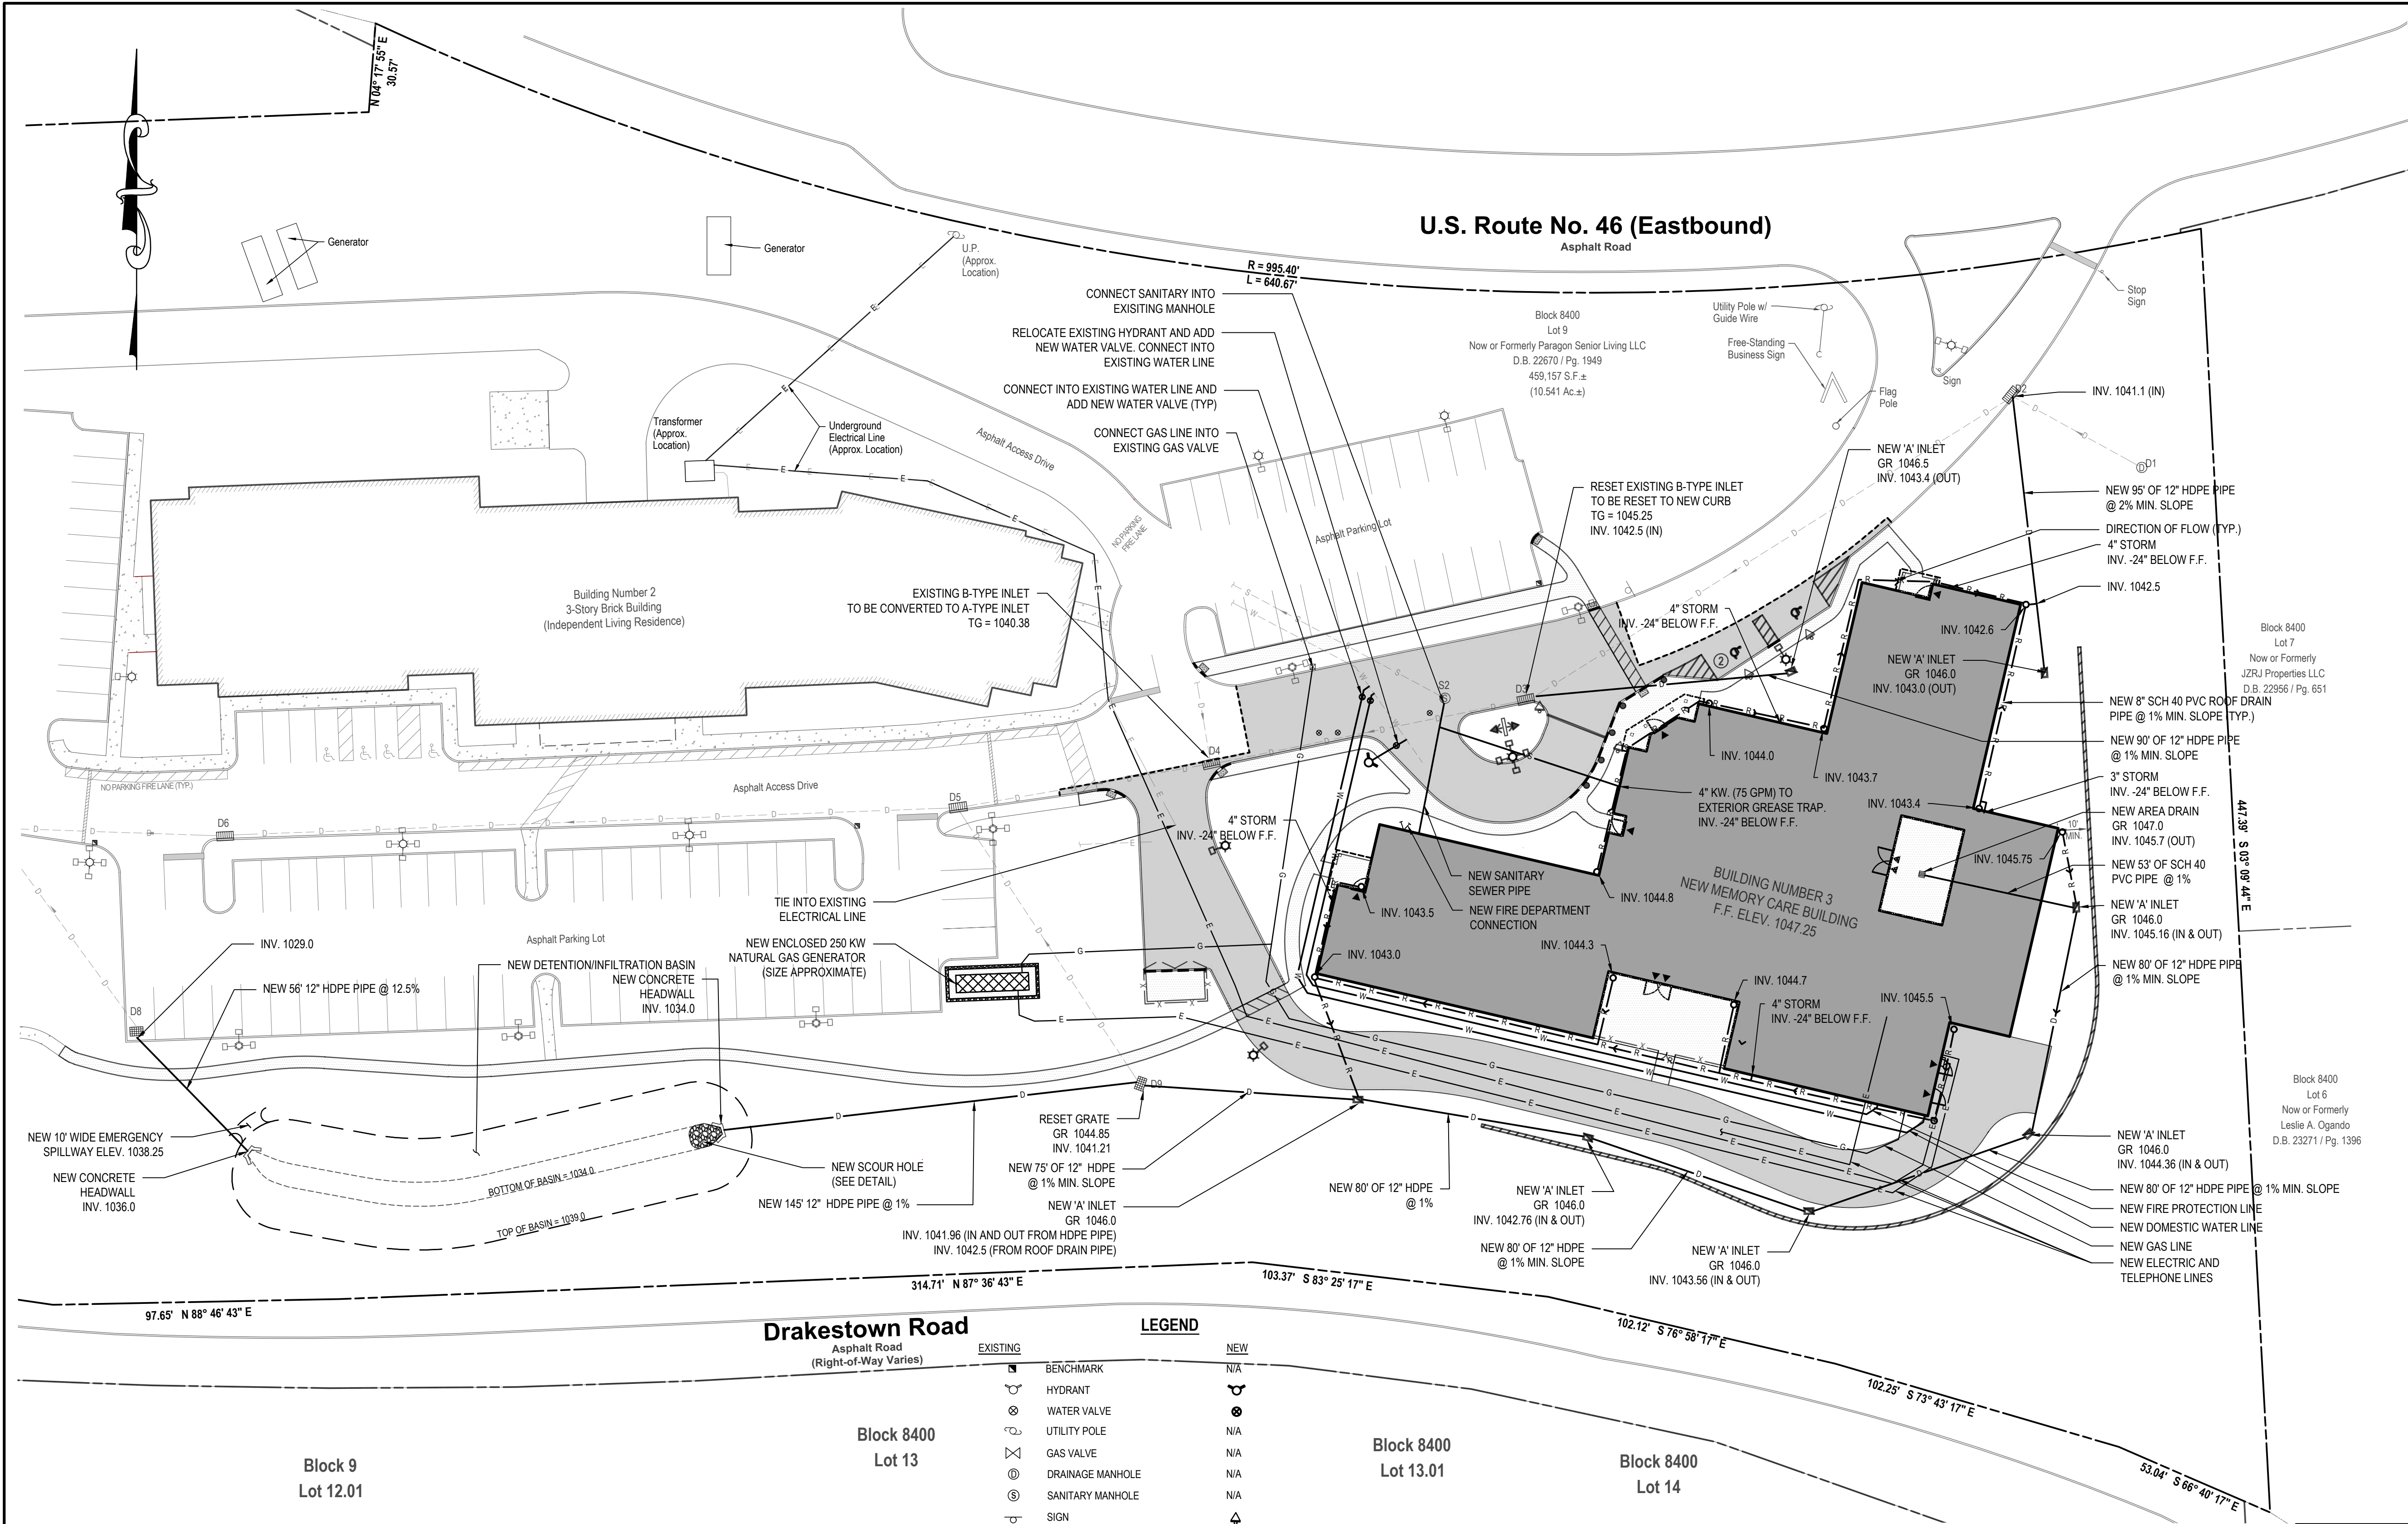 N 04° 17' 55" E
30.57'
Generator
Generator
U.P.
(Approx.
Location)
U.S. Route No. 46 (Eastbound)
Asphalt Road
R = 995.40'
L = 640.67'
CONNECT SANITARY INTO
EXISITING MANHOLE
RELOCATE EXISTING HYDRANT AND ADD
NEW WATER VALVE. CONNECT INTO
EXISTING WATER LINE
CONNECT INTO EXISTING WATER LINE AND
ADD NEW WATER VALVE (TYP)
CONNECT GAS LINE INTO
EXISTING GAS VALVE
Block 8400
Lot 9
Now or Formerly Paragon Senior Living LLC
D.B. 22670 / Pg. 1949
459,157 S.F.±
(10.541 Ac.±)
Utility Pole w/
Guide Wire
Free-Standing
Business Sign
Flag
Pole
Sign
Stop
Sign
D2
INV. 1041.1 (IN)
D1
Transformer
(Approx.
Location)
Underground
Electrical Line
(Approx. Location)
Asphalt Access Drive
NO PARKING
FIRE LANE
Asphalt Parking Lot
RESET EXISTING B-TYPE INLET
TO BE RESET TO NEW CURB
TG = 1045.25
INV. 1042.5 (IN)
NEW 'A' INLET
GR 1046.5
INV. 1043.4 (OUT)
NEW 95' OF 12" HDPE PIPE
@ 2% MIN. SLOPE
DIRECTION OF FLOW (TYP.)
4" STORM
INV. -24" BELOW F.F.
INV. 1042.5
Building Number 2
3-Story Brick Building
(Independent Living Residence)
EXISTING B-TYPE INLET
TO BE CONVERTED TO A-TYPE INLET
TG = 1040.38
4" STORM
INV. -24" BELOW F.F.
2
INV. 1042.6
NEW 'A' INLET
GR 1046.0
INV. 1043.0 (OUT)
Block 8400
Lot 7
Now or Formerly
JZRJ Properties LLC
D.B. 22956 / Pg. 651
S2
D3
D4
NEW 8" SCH 40 PVC ROOF DRAIN
PIPE @ 1% MIN. SLOPE (TYP.)
NEW 90' OF 12" HDPE PIPE
@ 1% MIN. SLOPE
INV. 1044.0
INV. 1043.7
3" STORM
INV. -24" BELOW F.F.
NO PARKING FIRE LANE (TYP.)
Asphalt Access Drive
D5
D6
4" KW. (75 GPM) TO
EXTERIOR GREASE TRAP.
INV. -24" BELOW F.F.
INV. 1043.4
NEW AREA DRAIN
GR 1047.0
INV. 1045.7 (OUT)
10'
MIN.
447.39' S 03° 09' 44" E
4" STORM
INV. -24" BELOW F.F.
INV. 1045.75
NEW 53' OF SCH 40
PVC PIPE @ 1%
BUILDING NUMBER 3
NEW MEMORY CARE BUILDING
F.F. ELEV. 1047.25
NEW SANITARY
SEWER PIPE
INV. 1044.8
INV. 1043.5
NEW FIRE DEPARTMENT
CONNECTION
TIE INTO EXISTING
ELECTRICAL LINE
NEW 'A' INLET
GR 1046.0
INV. 1045.16 (IN & OUT)
Asphalt Parking Lot
INV. 1029.0
NEW ENCLOSED 250 KW
NATURAL GAS GENERATOR
(SIZE APPROXIMATE)
INV. 1043.0
INV. 1044.3
INV. 1044.7
INV. 1045.5
NEW 80' OF 12" HDPE PIPE
@ 1% MIN. SLOPE
NEW DETENTION/INFILTRATION BASIN
NEW CONCRETE
HEADWALL
INV. 1034.0
NEW 56' 12" HDPE PIPE @ 12.5%
4" STORM
INV. -24" BELOW F.F.
D8
D9
RESET GRATE
GR 1044.85
INV. 1041.21
Block 8400
Lot 6
Now or Formerly
Leslie A. Ogando
D.B. 23271 / Pg. 1396
NEW 10' WIDE EMERGENCY
SPILLWAY ELEV. 1038.25
NEW CONCRETE
HEADWALL
INV. 1036.0
BOTTOM OF BASIN = 1034.0
TOP OF BASIN = 1039.0
NEW SCOUR HOLE
(SEE DETAIL)
NEW 145' 12" HDPE PIPE @ 1%
NEW 75' OF 12" HDPE
@ 1% MIN. SLOPE
NEW 'A' INLET
GR 1046.0
INV. 1041.96 (IN AND OUT FROM HDPE PIPE)
INV. 1042.5 (FROM ROOF DRAIN PIPE)
NEW 80' OF 12" HDPE
@ 1%
NEW 'A' INLET
GR 1046.0
INV. 1042.76 (IN & OUT)
NEW 80' OF 12" HDPE
@ 1% MIN. SLOPE
NEW 'A' INLET
GR 1046.0
INV. 1043.56 (IN & OUT)
NEW 'A' INLET
GR 1046.0
INV. 1044.36 (IN & OUT)
NEW 80' OF 12" HDPE PIPE @ 1% MIN. SLOPE
NEW FIRE PROTECTION LINE
NEW DOMESTIC WATER LINE
NEW GAS LINE
NEW ELECTRIC AND
TELEPHONE LINES
97.65' N 88° 46' 43" E
314.71' N 87° 36' 43" E
103.37' S 83° 25' 17" E
102.12' S 76° 58' 17" E
102.25' S 73° 43' 17" E
53.04' S 66° 40' 17" E
Drakestown Road
Asphalt Road
(Right-of-Way Varies)
LEGEND
EXISTING NEW
BENCHMARK N/A
HYDRANT
WATER VALVE
UTILITY POLE N/A
GAS VALVE N/A
D DRAINAGE MANHOLE N/A
S SANITARY MANHOLE N/A
SIGN
Block 9
Lot 12.01
Block 8400
Lot 13
Block 8400
Lot 13.01
Block 8400
Lot 14